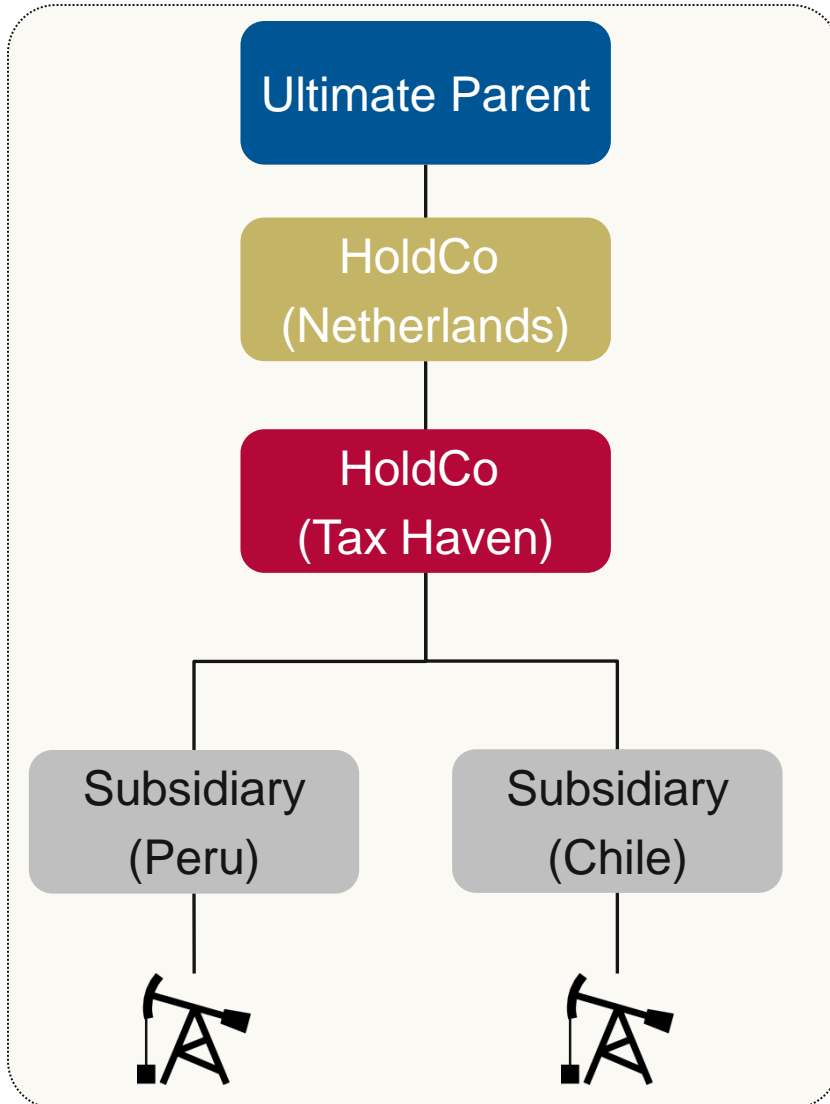 Ultimate Parent
HoldCo
(Netherlands)
HoldCo
(Tax Haven)
Subsidiary
(Peru)
Subsidiary
(Chile)